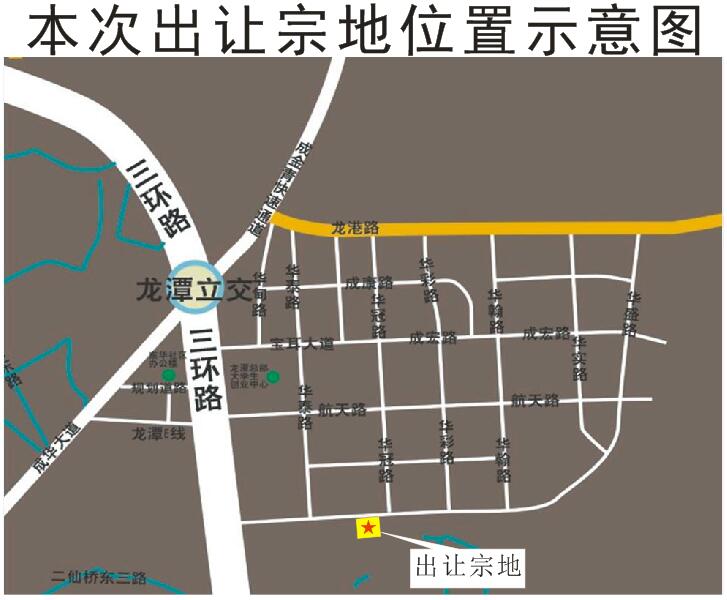 本次出让宗地位置示意图
成金青快速通道
三环路
龙港路
龙潭立交
华甸路
华泰路
成康路
华冠路
华彩路
华翰路
华盛路
宝耳大道
成宏路
成宏路
华实路
三环路
办公楼
龙潭总部
大学生
创业中心
规划道路
华泰路
航天路
航天路
成华大道
龙潭E线
华冠路
华彩路
华翰路
出让宗地
二仙桥东三路